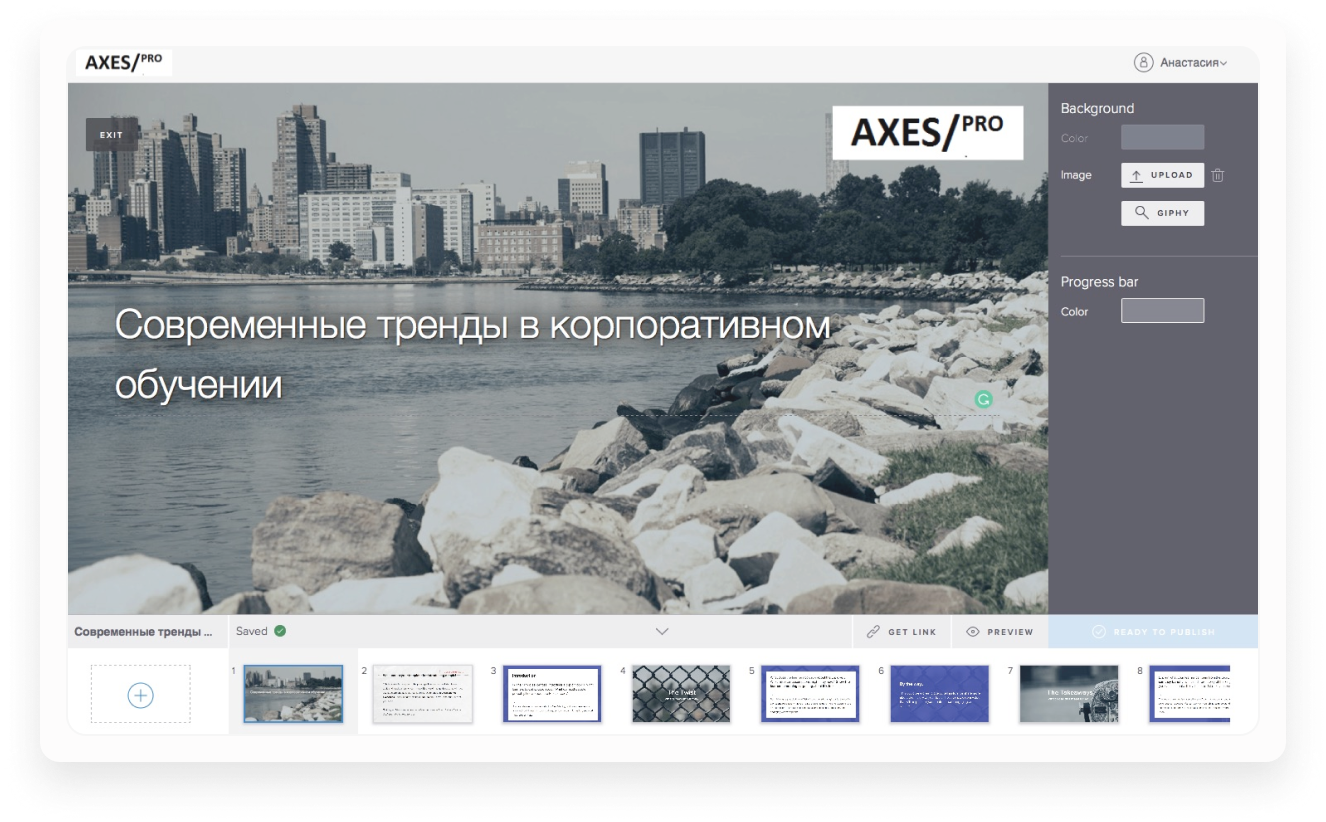 AXES/PRO
Анастасия
EXIT
AXES/PRO
Background
Color
Image
UPLOAD
GIPHY
Progress bar
Color
Современные тренды в корпоративном
обучении
Современные тренды ...
Saved
GET LINK
PREVIEW
READY TO PUBLISH
1
2
3
4
5
6
7
8
Introduction
The Twist
By the way,
The Takeaways